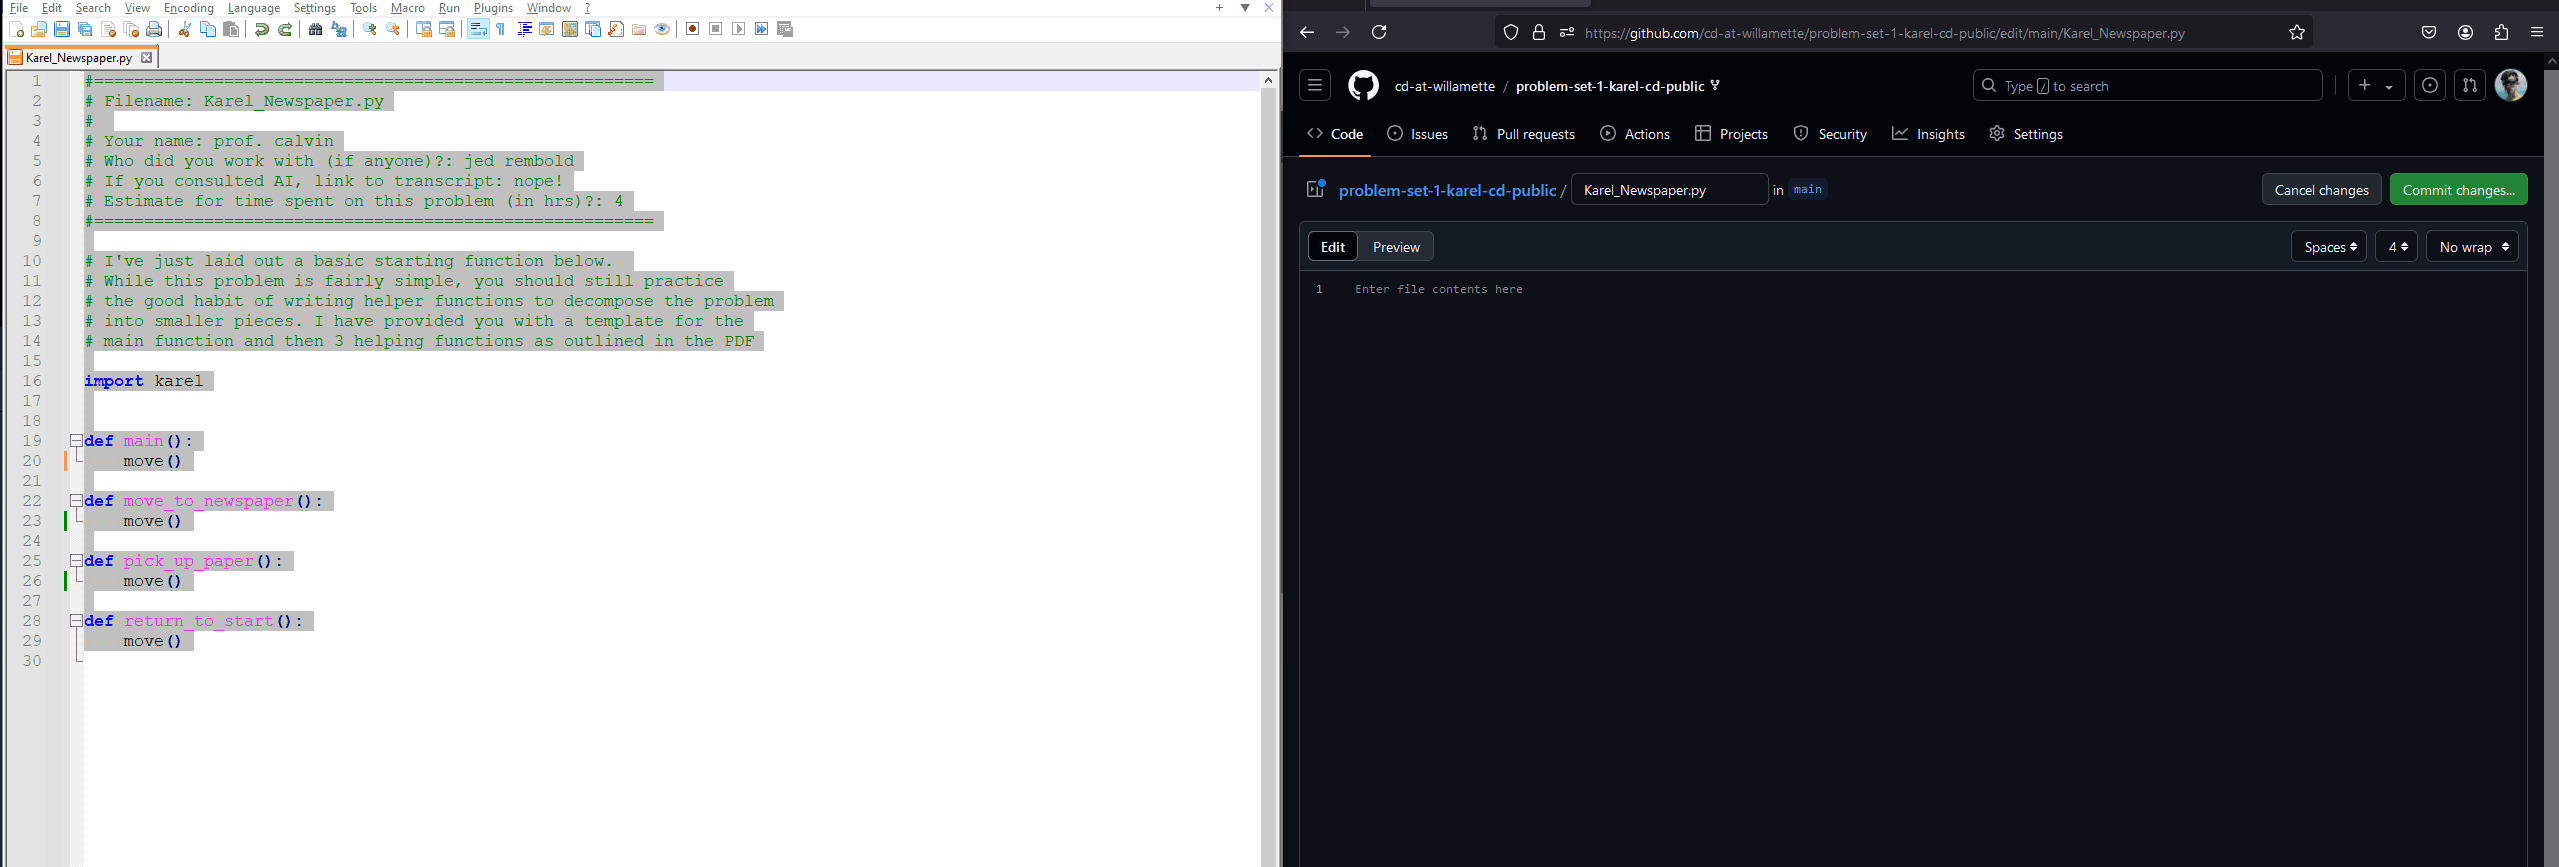 File Edit Search View Encoding Language Settings Tools Macro Run Plugins Window ?
Karel_Newspaper.py
1 #========================================================
2 # Filename: Karel_Newspaper.py
3 #
4 # Your name: prof. calvin
5 # Who did you work with (if anyone)?: jed rembold
6 # If you consulted AI, link to transcript: nope!
7 # Estimate for time spent on this problem (in hrs)?: 4
8 #========================================================
9
10 # I've just laid out a basic starting function below.
11 # While this problem is fairly simple, you should still practice
12 # the good habit of writing helper functions to decompose the problem
13 # into smaller pieces. I have provided you with a template for the
14 # main function and then 3 helping functions as outlined in the PDF
15
16 import karel
17
18
19 def main():
20     move()
21
22 def move_to_newspaper():
23     move()
24
25 def pick_up_paper():
26     move()
27
28 def return_to_start():
29     move()
30
https://github.com/cd-at-willamette/problem-set-1-karel-cd-public/edit/main/Karel_Newspaper.py
cd-at-willamette / problem-set-1-karel-cd-public
Type / to search
Code Issues Pull requests Actions Projects Security Insights Settings
problem-set-1-karel-cd-public / Karel_Newspaper.py in main
Cancel changes Commit changes...
Edit Preview
Spaces 4 No wrap
1 Enter file contents here